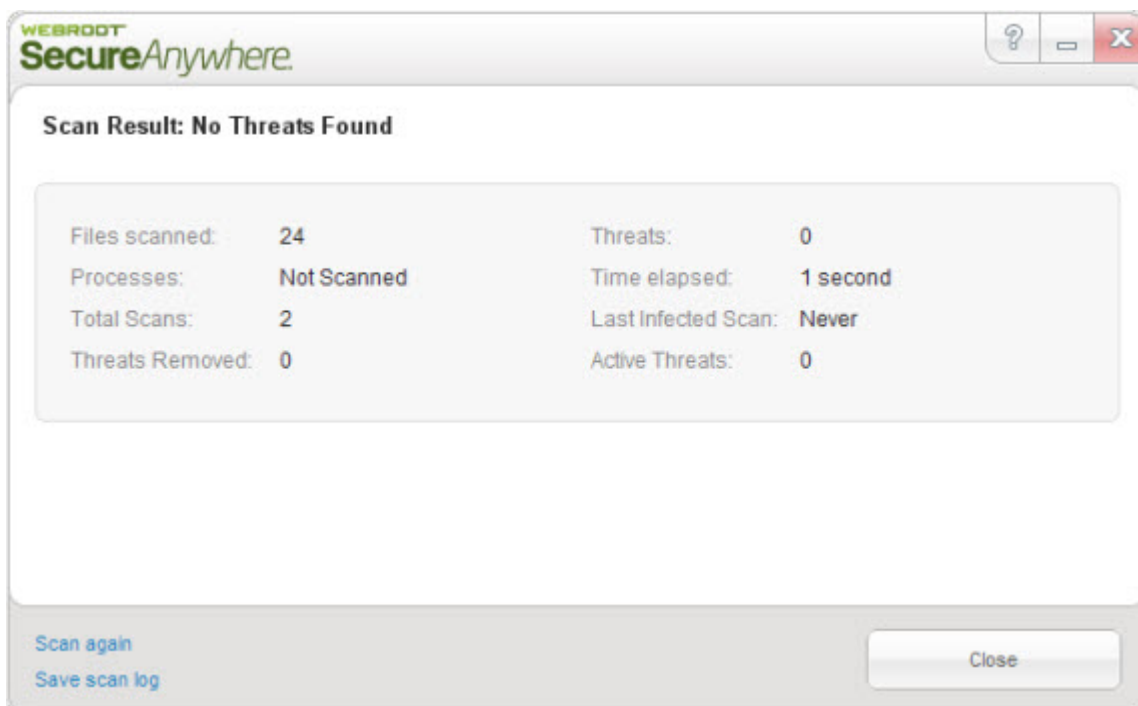 WEBROOT
SecureAnywhere.
Scan Result: No Threats Found
Files scanned: 24 Threats: 0
Processes: Not Scanned Time elapsed: 1 second
Total Scans: 2 Last Infected Scan: Never
Threats Removed: 0 Active Threats: 0
Scan again
Close
Save scan log